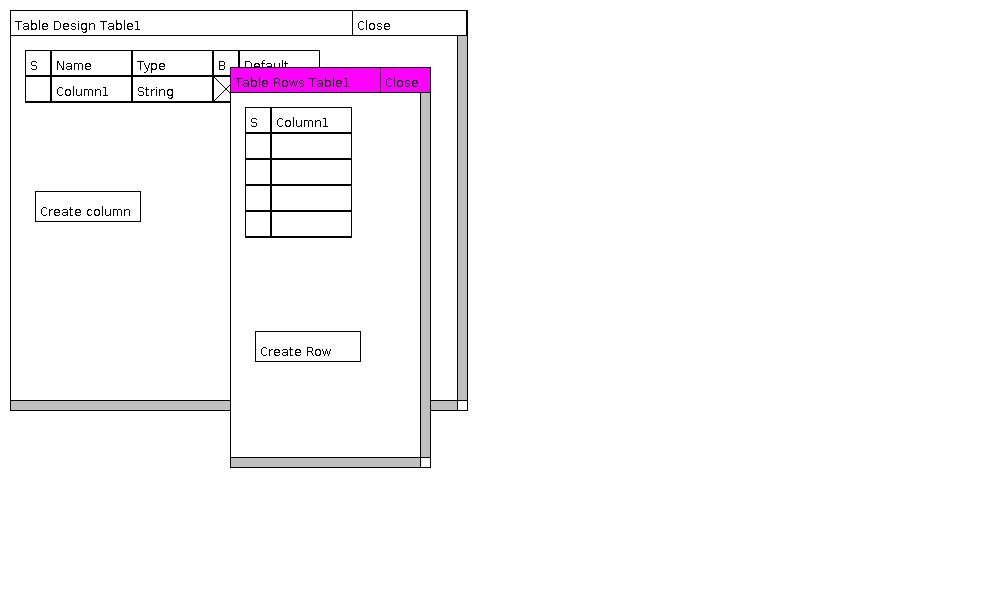 Table Design Table1 Close
S Name Type B Default
Column1 String
Table Rows Table1 Close
S Column1
Create column
Create Row